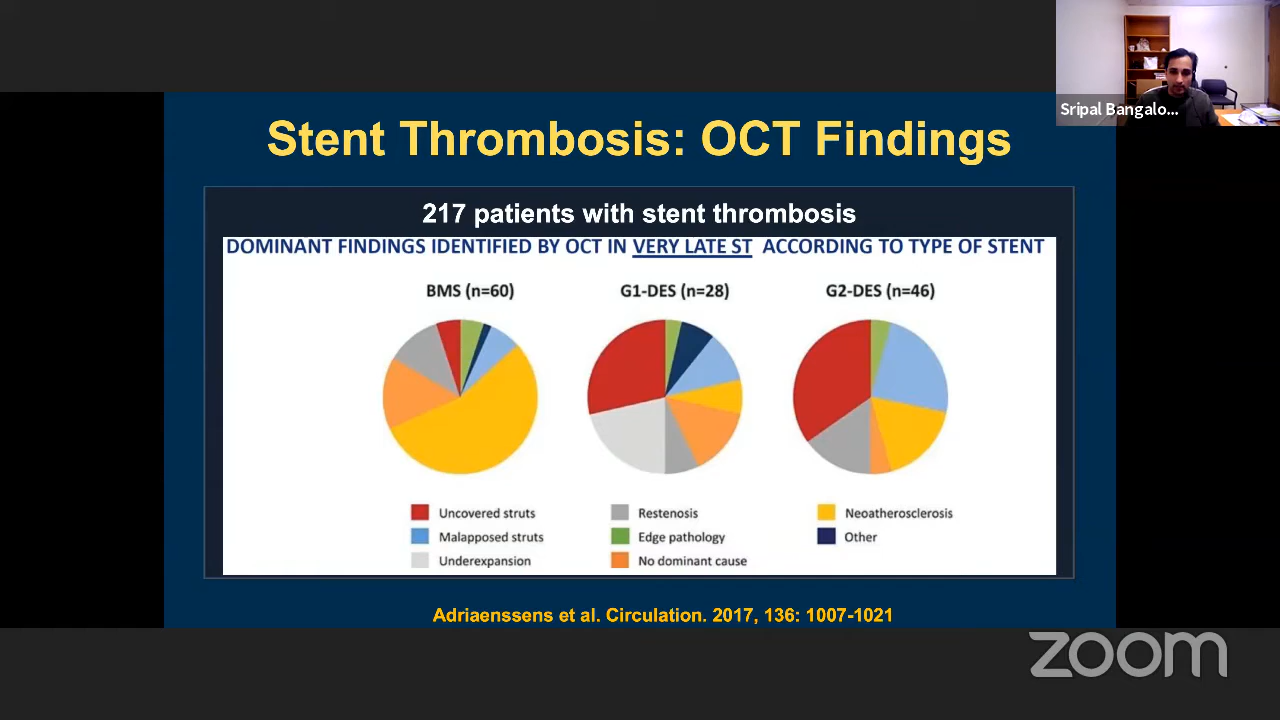 Sripal Bangalo...
Stent Thrombosis: OCT Findings
217 patients with stent thrombosis
DOMINANT FINDINGS IDENTIFIED BY OCT IN VERY LATE ST ACCORDING TO TYPE OF STENT
BMS (n=60)
G1-DES (n=28)
G2-DES (n=46)
Uncovered struts
Restenosis
Neoatherosclerosis
Malapposed struts
Edge pathology
Other
Underexpansion
No dominant cause
Adriaenssens et al. Circulation. 2017, 136: 1007-1021
zoom